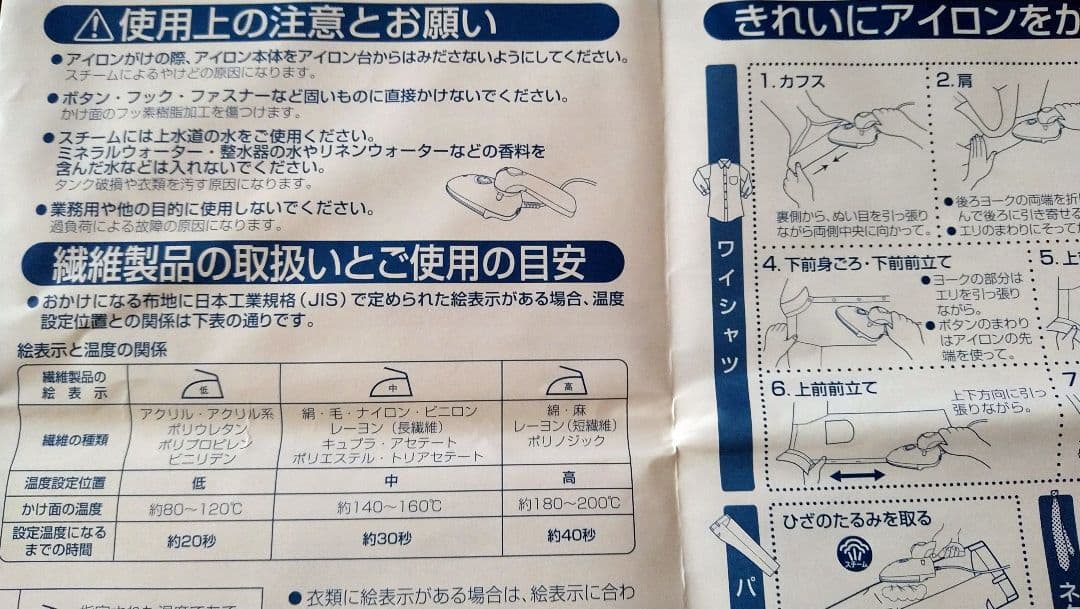 使用上の注意とお願い
●アイロンがけの際、アイロン本体をアイロン台からはみださないようにしてください。
スチームによるやけどの原因になります。
●ボタン・フック・ファスナーなど固いものに直接かけないでください。
かけ面のフッ素樹脂加工を傷つけます。
●スチームには上水道の水をご使用ください。
ミネラルウォーター・整水器の水やリネンウォーターなどの香料を
含んだ水などは入れないでください。
タンク破損や衣類を汚す原因になります。
●業務用や他の目的に使用しないでください。
過負荷による故障の原因になります。
繊維製品の取扱いとご使用の目安
●おかけになる布地に日本工業規格(JIS)で定められた絵表示がある場合、温度
設定位置との関係は下表の通りです。
絵表示と温度の関係
繊維製品の
絵表示
低
中
高
繊維の種類
アクリル・アクリル系
ポリウレタン
ポリプロピレン
ビニリデン
絹・毛・ナイロン・ビニロン
レーヨン(長繊維)
キュプラ・アセテート
ポリエステル・トリアセテート
綿・麻
レーヨン(短繊維)
ポリノジック
温度設定位置 低 中 高
かけ面の温度 約80〜120℃ 約140〜160℃ 約180〜200℃
設定温度になる
までの時間
約20秒 約30秒 約40秒
●衣類に絵表示がある場合は、絵表示に合わ
きれいにアイロンをか
ワイシャツ
1.カフス
裏側から、ぬい目を引っ張り
ながら両側中央に向かって。
2.肩
●後ろヨークの両端を折り
んで後ろに引き寄せる
●エリのまわりにそって
4.下前身ごろ・下前前立て
●ヨークの部分は
エリを引っ張り
ながら。
●ボタンのまわり
はアイロンの先
端を使って。
5.上
6.上前前立て
上下方向に引っ
張りながら。
7
パ
ひざのたるみを取る
スチーム
ネ